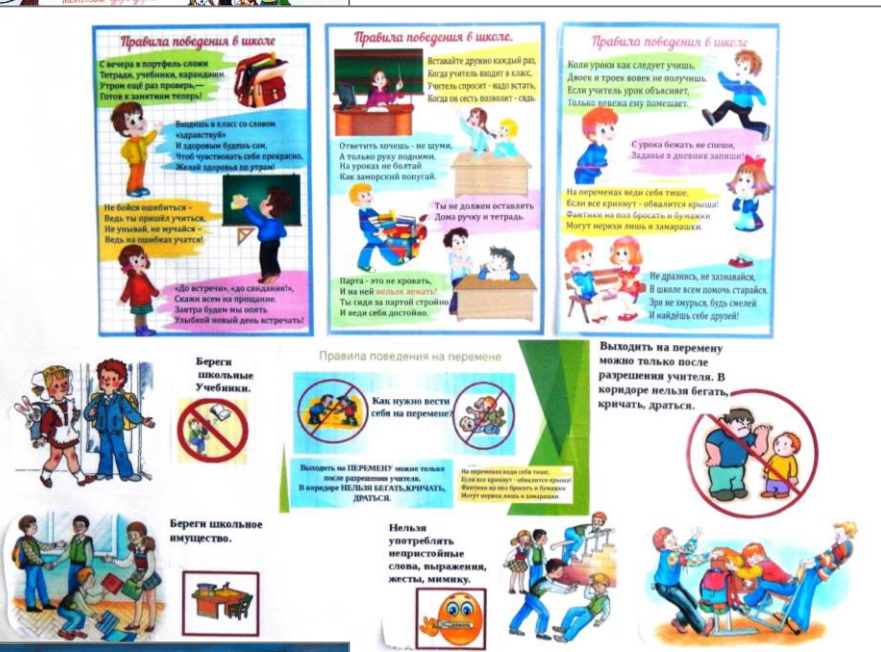 Правила поведения в школе
С вечера в портфель сложи
Тетради, учебники, карандаши.
Утром ещё раз проверь,—
Готов к занятиям теперь!
Входишь в класс со словом
«здравствуй»
И здоровым будешь сам,
Чтоб чувствовать себя прекрасно,
Желай здоровья по утрам!
Не бойся ошибиться –
Ведь ты пришёл учиться,
Не унывай, не мучайся –
Ведь на ошибках учатся!
«До встречи», «до свидания!»,
Скажи всем на прощание.
Завтра будем мы опять
Улыбкой новый день встречать!
Правила поведения в школе.
Вставайте дружно каждый раз,
Когда учитель входит в класс,
Учитель спросит - надо встать,
Когда он сесть позволит - сядь.
Ответить хочешь - не шуми,
А только руку подними.
На уроках не болтай
Как заморский попугай.
Ты не должен оставлять
Дома ручку и тетрадь.
Парта - это не кровать,
И на ней нельзя лежать!
Ты сиди за партой стройно
И веди себя достойно.
Правила поведения в школе
Коли уроки как следует учишь,
Двоек и троек вовек не получишь.
Если учитель урок объясняет,
Только невежа ему помешает.
С урока бежать не спеши,
Заданье в дневник запиши!
На переменах веди себя тише,
Если все крикнут - обвалится крыша!
Фантики на пол бросать и бумажки
Могут неряхи лишь и замарашки.
Не дразнись, не зазнавайся,
В школе всем помочь старайся.
Зря не хмурься, будь смелей
И найдёшь себе друзей!
Береги
школьные
Учебники.
Правила поведения на перемене
Как нужно вести
себя на перемене?
Выходить на ПЕРЕМЕНУ можно только
после разрешения учителя.
В коридоре НЕЛЬЗЯ БЕГАТЬ,КРИЧАТЬ,
ДРАТЬСЯ.
На переменах веди себя тише,
Если все крикнут - обвалится крыша!
Фантики на пол бросать и бумажки
Могут неряхи лишь и замарашки.
Выходить на перемену
можно только после
разрешения учителя. В
коридоре нельзя бегать,
кричать, драться.
Береги школьное
имущество.
Нельзя
употреблять
непристойные
слова, выражения,
жесты, мимику.